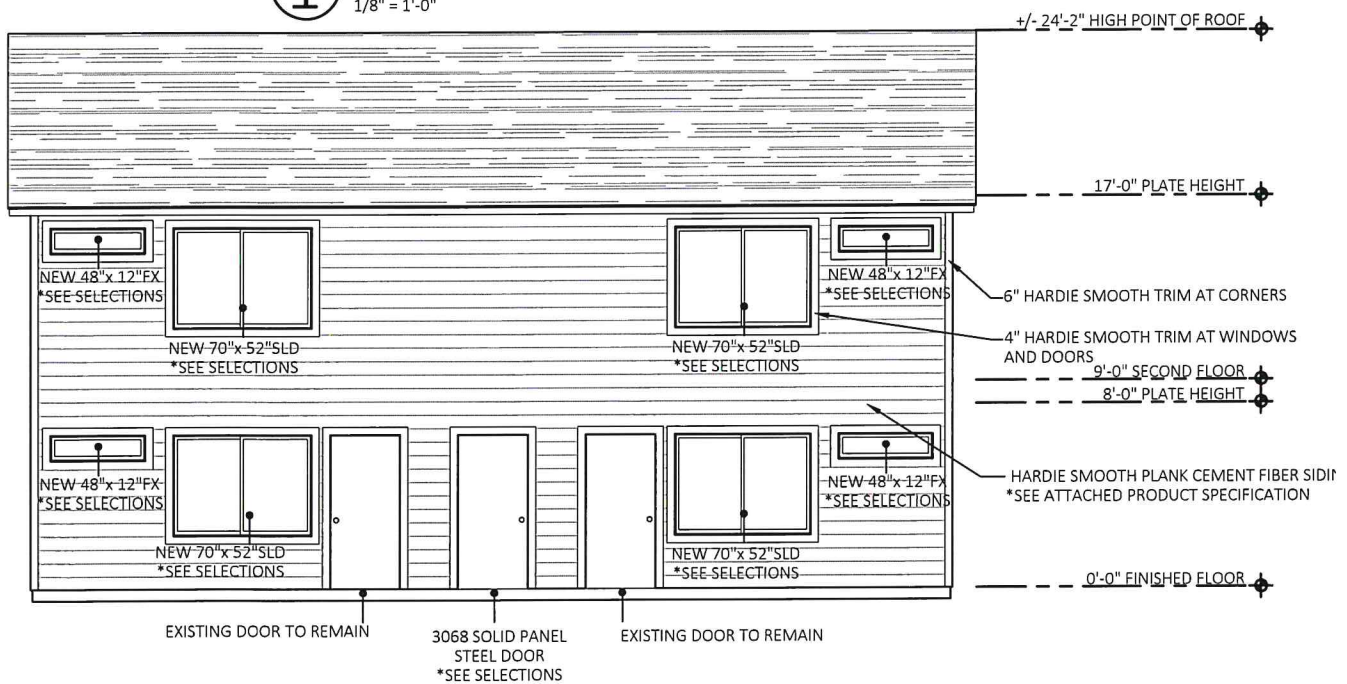 1
1/8" = 1'-0"
+/- 24'-2" HIGH POINT OF ROOF
17'-0" PLATE HEIGHT
NEW 48"x 12"FX
*SEE SELECTIONS
NEW 70"x 52"SLD
*SEE SELECTIONS
NEW 70"x 52"SLD
*SEE SELECTIONS
NEW 48"x 12"FX
*SEE SELECTIONS
6" HARDIE SMOOTH TRIM AT CORNERS
4" HARDIE SMOOTH TRIM AT WINDOWS
AND DOORS
9'-0" SECOND FLOOR
8'-0" PLATE HEIGHT
NEW 48"x 12"FX
*SEE SELECTIONS
NEW 70"x 52"SLD
*SEE SELECTIONS
NEW 70"x 52"SLD
*SEE SELECTIONS
NEW 48"x 12"FX
*SEE SELECTIONS
HARDIE SMOOTH PLANK CEMENT FIBER SIDI
*SEE ATTACHED PRODUCT SPECIFICATION
0'-0" FINISHED FLOOR
EXISTING DOOR TO REMAIN
3068 SOLID PANEL
STEEL DOOR
*SEE SELECTIONS
EXISTING DOOR TO REMAIN